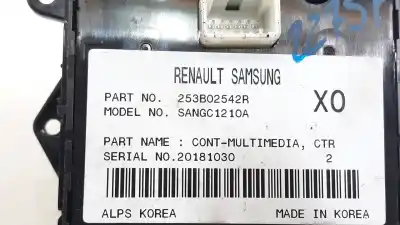 RENAULT SAMSUNG
PART NO. 253B02542R XO
MODEL NO. SANGC1210A
PART NAME : CONT-MULTIMEDIA, CTR
SERIAL NO.20181030 2
ALPS KOREA MADE IN KOREA